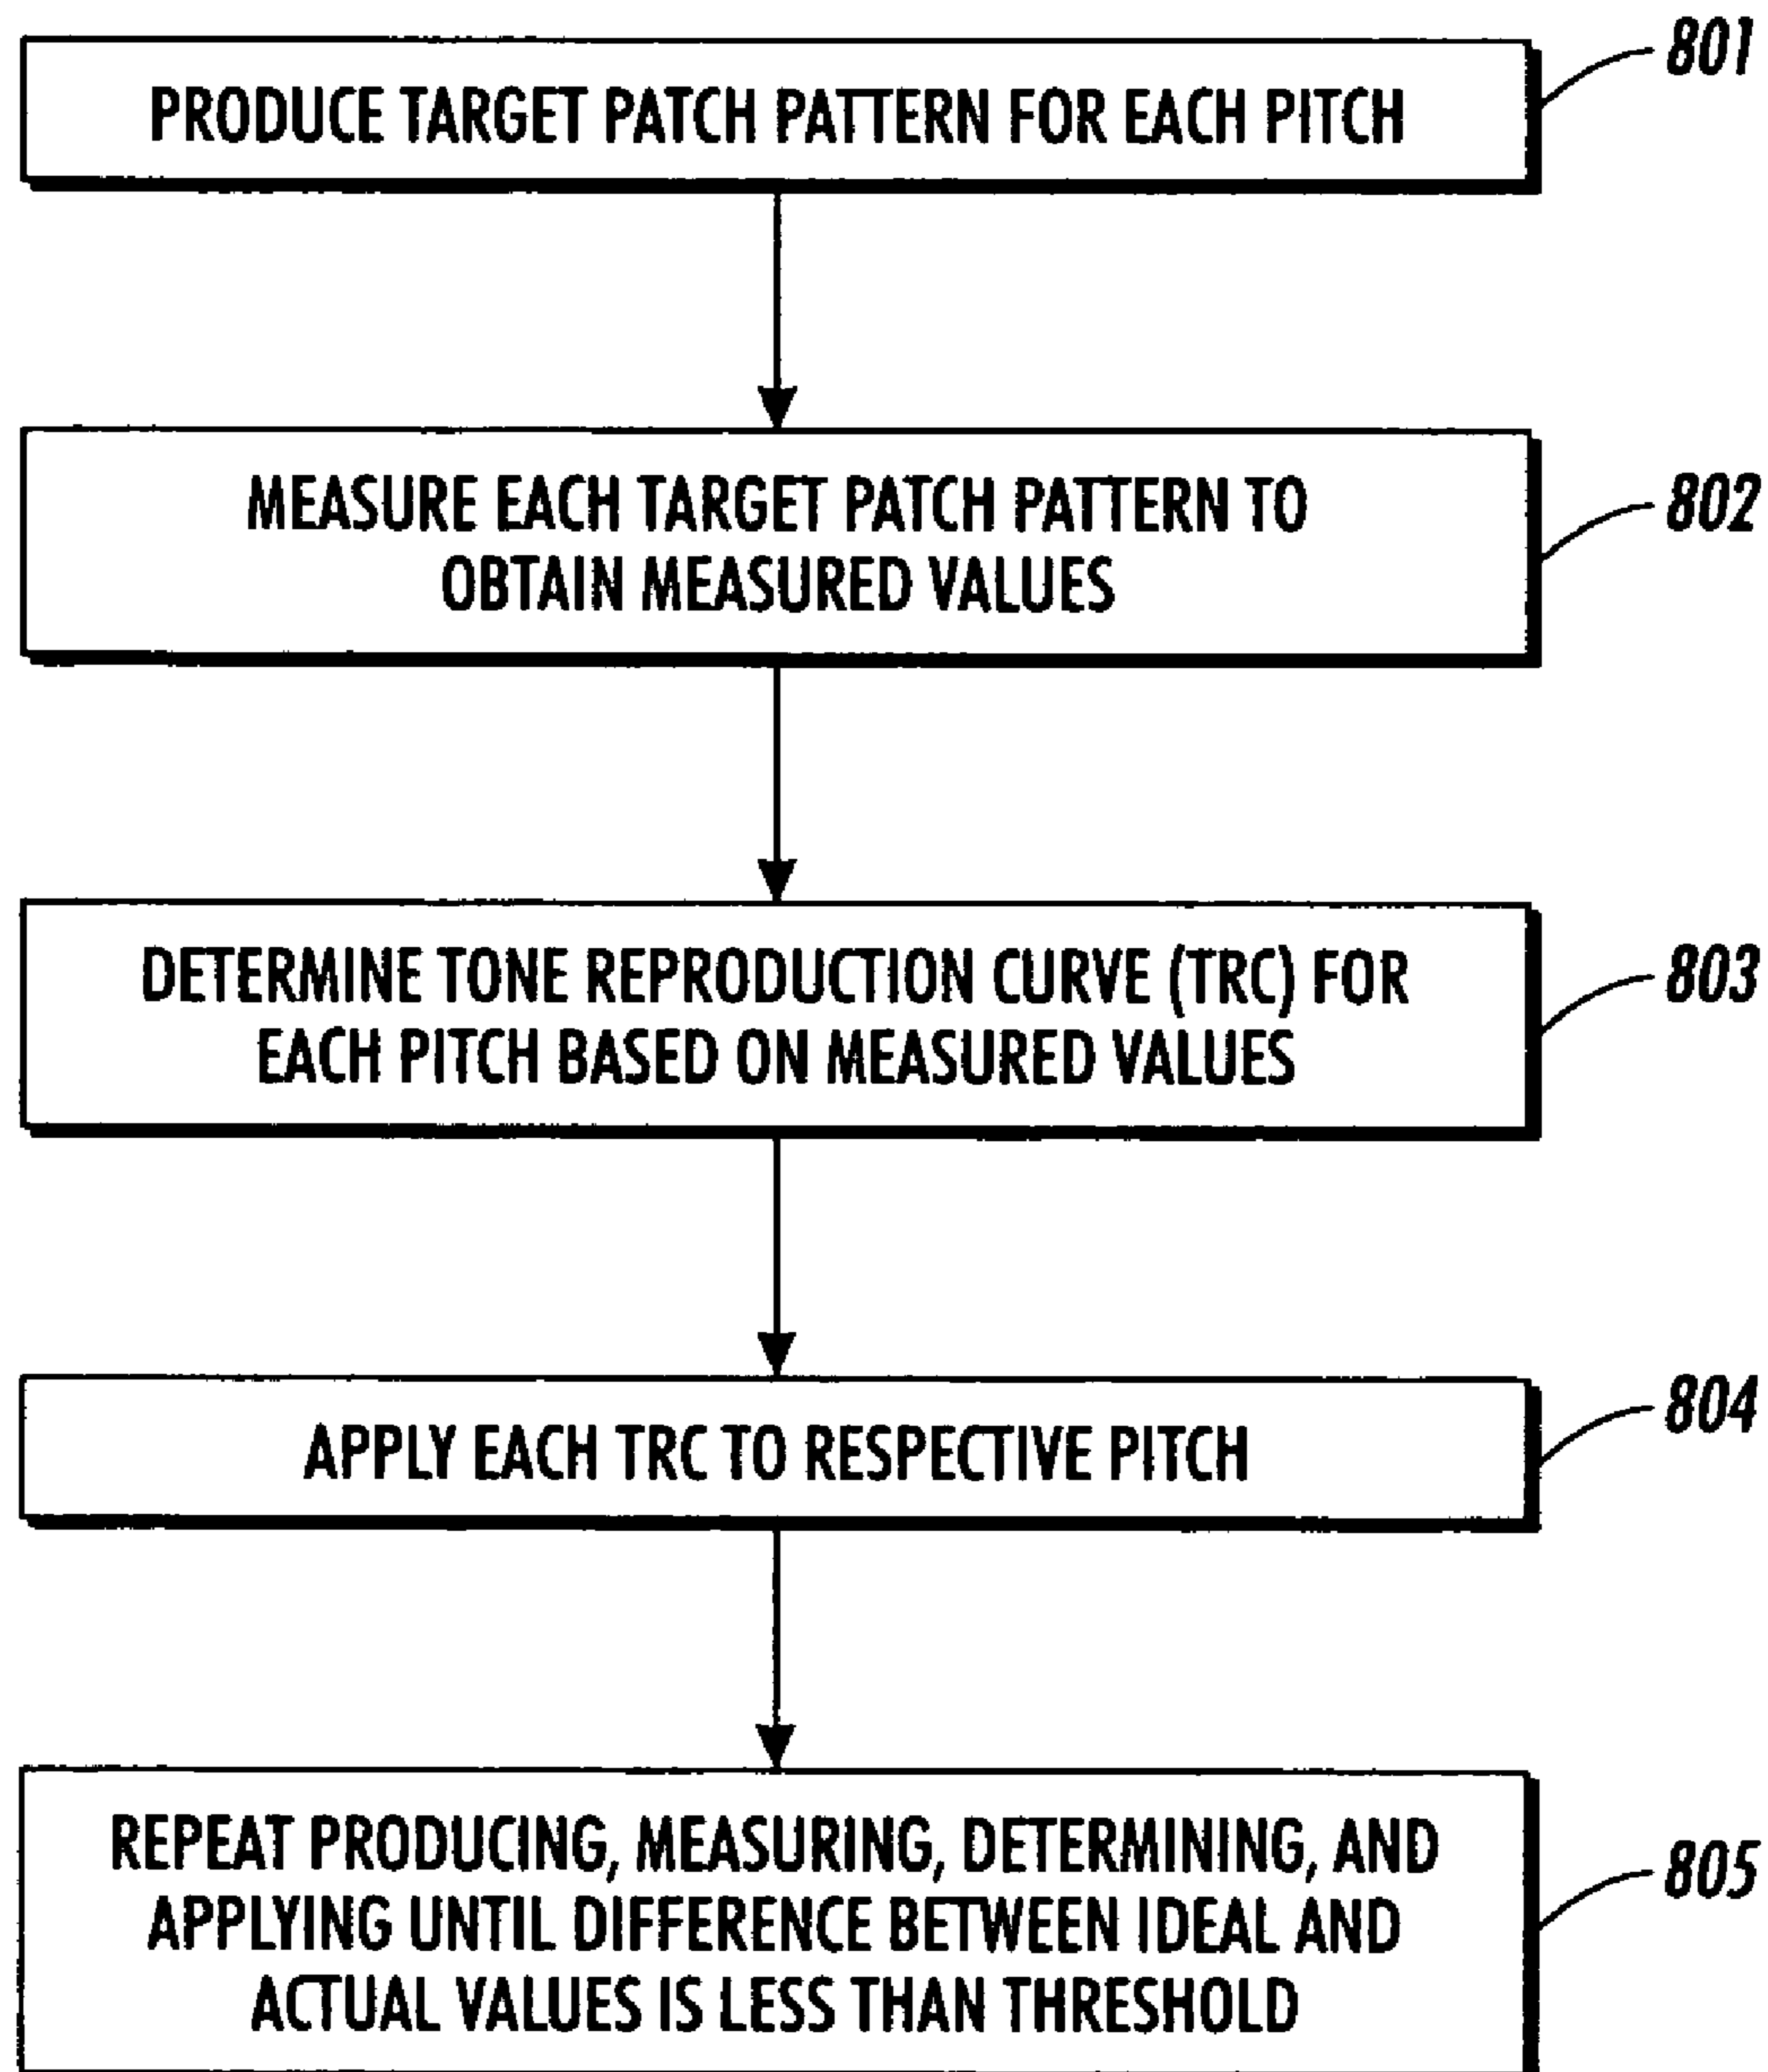 801
PRODUCE TARGET PATCH PATTERN FOR EACH PITCH
802
MEASURE EACH TARGET PATCH PATTERN TO
OBTAIN MEASURED VALUES
803
DETERMINE TONE REPRODUCTION CURVE (TRC) FOR
EACH PITCH BASED ON MEASURED VALUES
804
APPLY EACH TRC TO RESPECTIVE PITCH
805
REPEAT PRODUCING, MEASURING, DETERMINING, AND
APPLYING UNTIL DIFFERENCE BETWEEN IDEAL AND
ACTUAL VALUES IS LESS THAN THRESHOLD